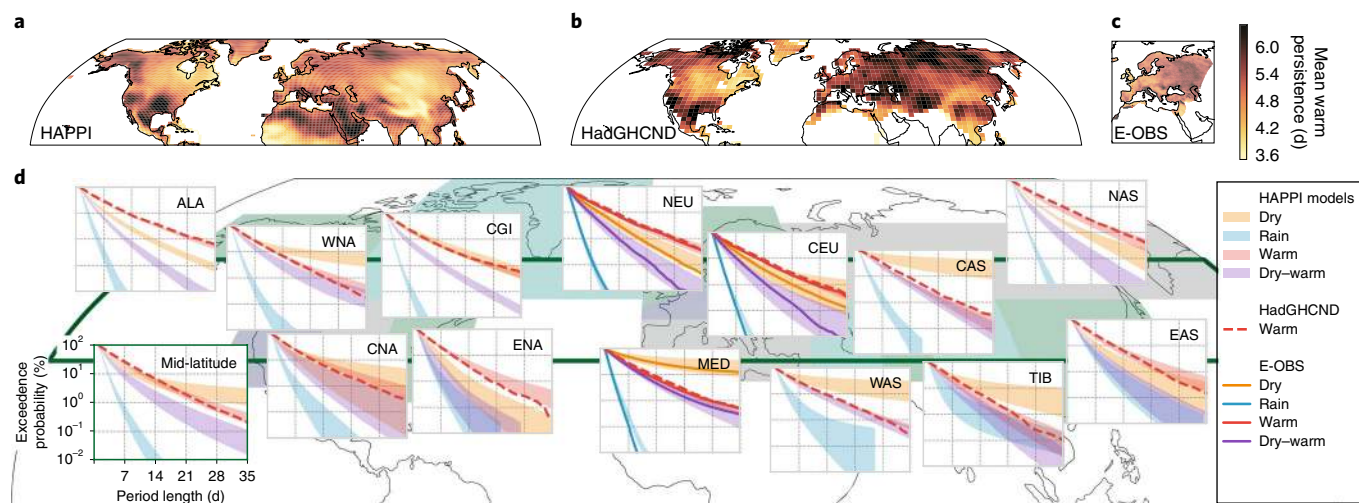 a
b
c
HAPPI
HadGHCND
E-OBS
6.0
5.4
4.8
4.2
3.6
Mean warm
persistence (d)
d
ALA
WNA
CGI
NEU
CEU
CAS
NAS
CNA
ENA
MED
WAS
TIB
EAS
Mid-latitude
Exceedence
probability (%)
10²
10¹
10⁰
10⁻¹
10⁻²
7 14 21 28 35
Period length (d)
HAPPI models
Dry
Rain
Warm
Dry–warm
HadGHCND
Warm
E-OBS
Dry
Rain
Warm
Dry–warm